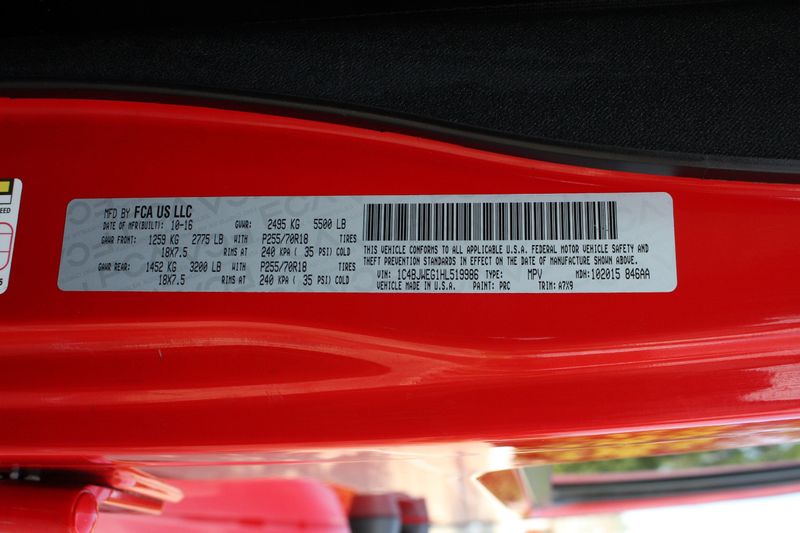 MFD BY FCA US LLC
DATE OF MFR(BUILT): 10-16 GVWR: 2495 KG 5500 LB
GAWR FRONT: 1259 KG 2775 LB WITH P255/70R18 TIRES
18X7.5 RIMS AT 240 KPA ( 35 PSI) COLD
GAWR REAR: 1452 KG 3200 LB WITH P255/70R18 TIRES
18X7.5 RIMS AT 240 KPA ( 35 PSI) COLD
THIS VEHICLE CONFORMS TO ALL APPLICABLE U.S.A. FEDERAL MOTOR VEHICLE SAFETY AND
THEFT PREVENTION STANDARDS IN EFFECT ON THE DATE OF MANUFACTURE SHOWN ABOVE.
VIN: 1C4BJWEG1HL519986 TYPE: MPV MDH: 102015 846AA
VEHICLE MADE IN U.S.A. PAINT: PRC TRIM: A7X9